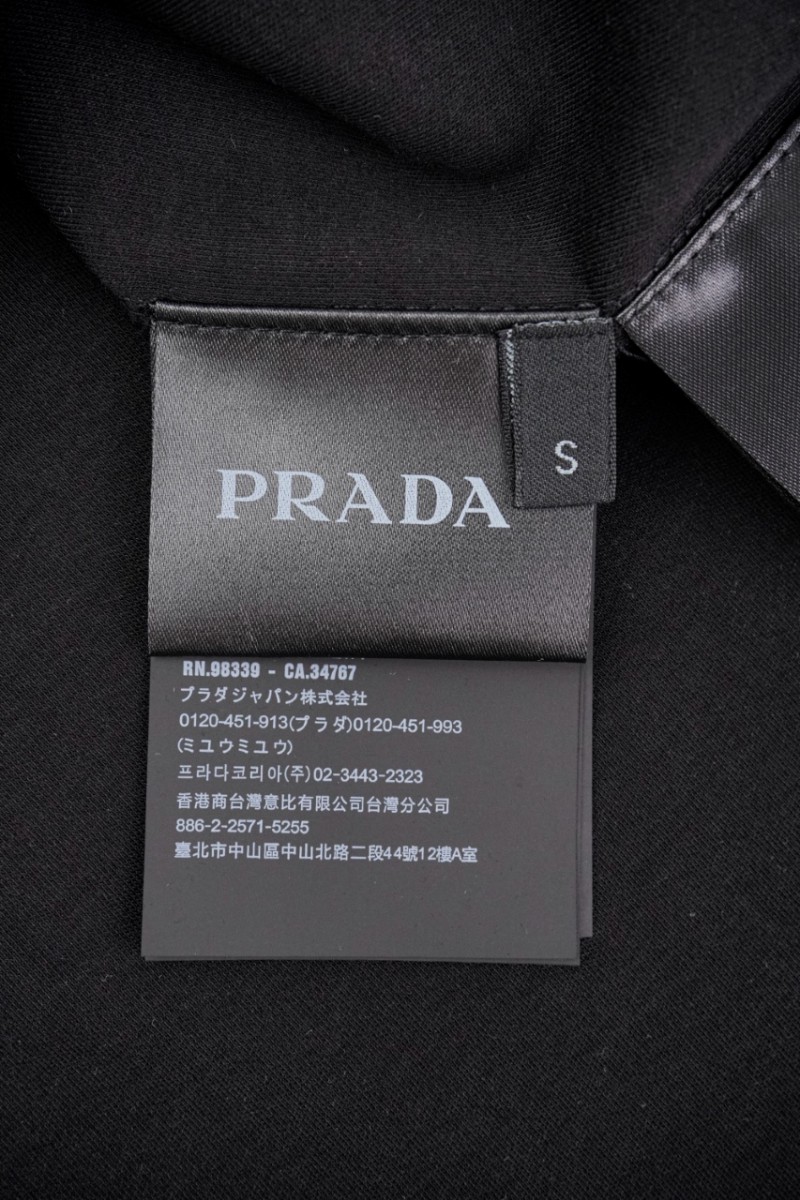 PRADA
S
RN.98339 - CA.34767
プラダジャパン株式会社
0120-451-913(プラダ)0120-451-993
(ミユウミユウ)
프라다코리아(주)02-3443-2323
香港商台灣意比有限公司台灣分公司
886-2-2571-5255
臺北市中山區中山北路二段44號12樓A室